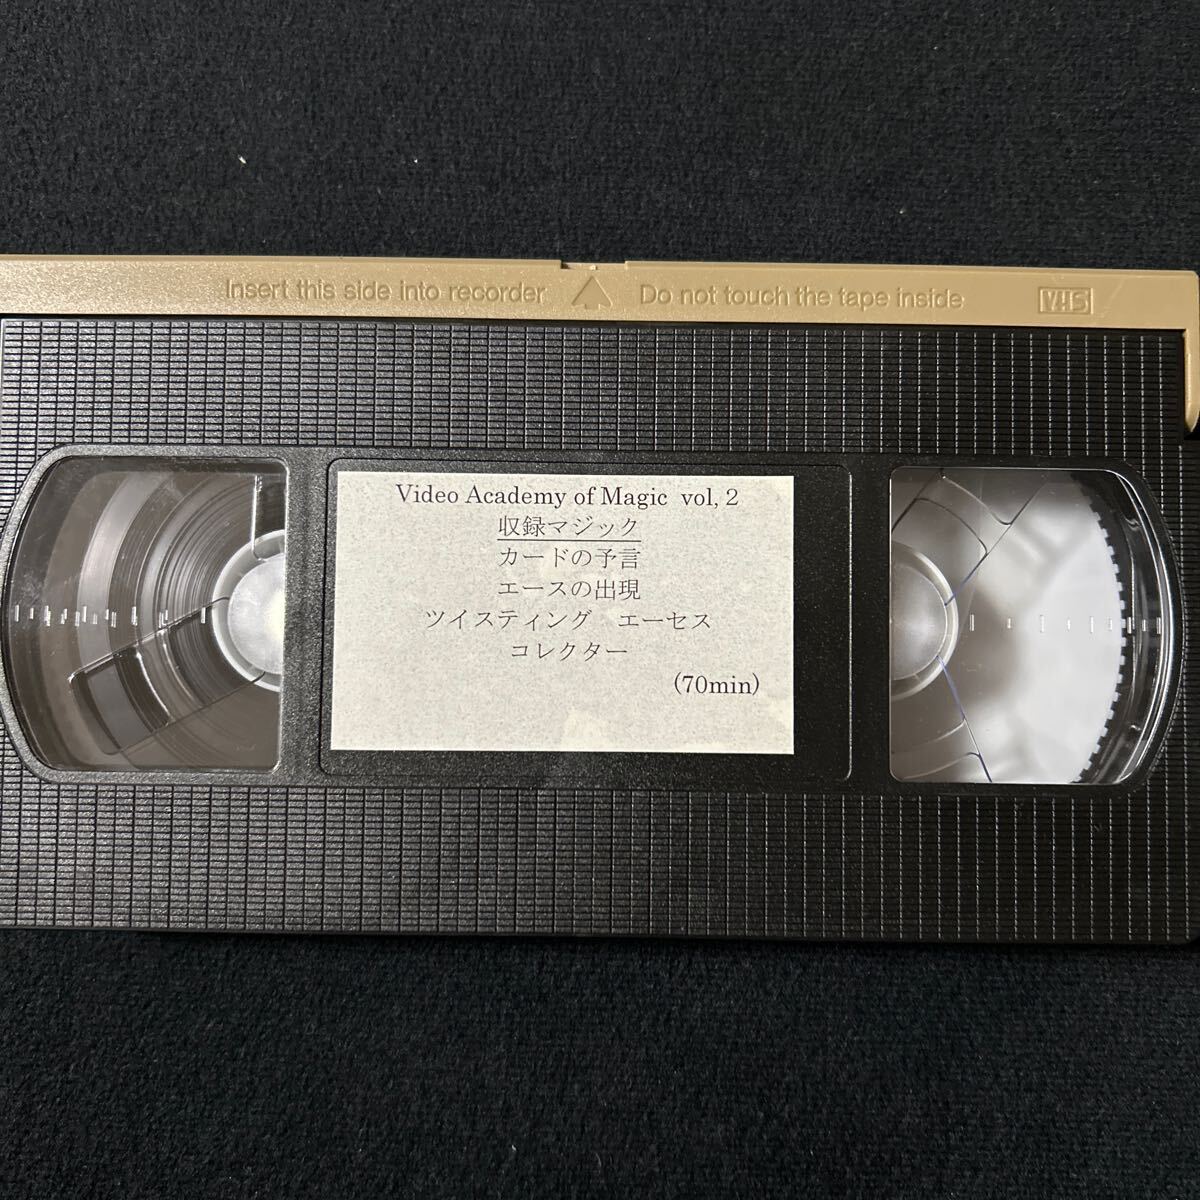 Insert this side into recorder Do not touch the tape inside VHS
Video Academy of Magic vol, 2
収録マジック
カードの予言
エースの出現
ツイスティング　エーセス
コレクター
(70min)